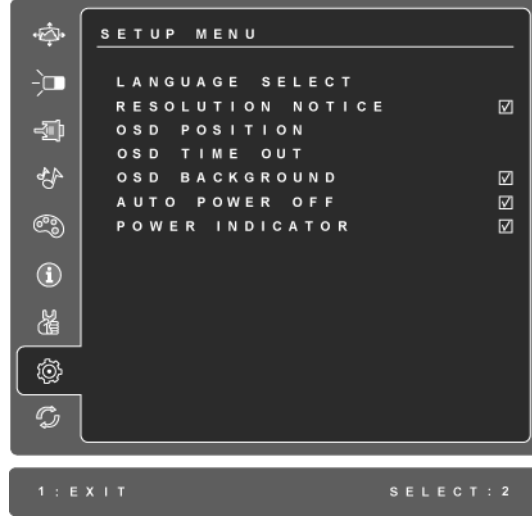 SETUP MENU
LANGUAGE SELECT
RESOLUTION NOTICE
OSD POSITION
OSD TIME OUT
OSD BACKGROUND
AUTO POWER OFF
POWER INDICATOR
1:EXIT SELECT:2